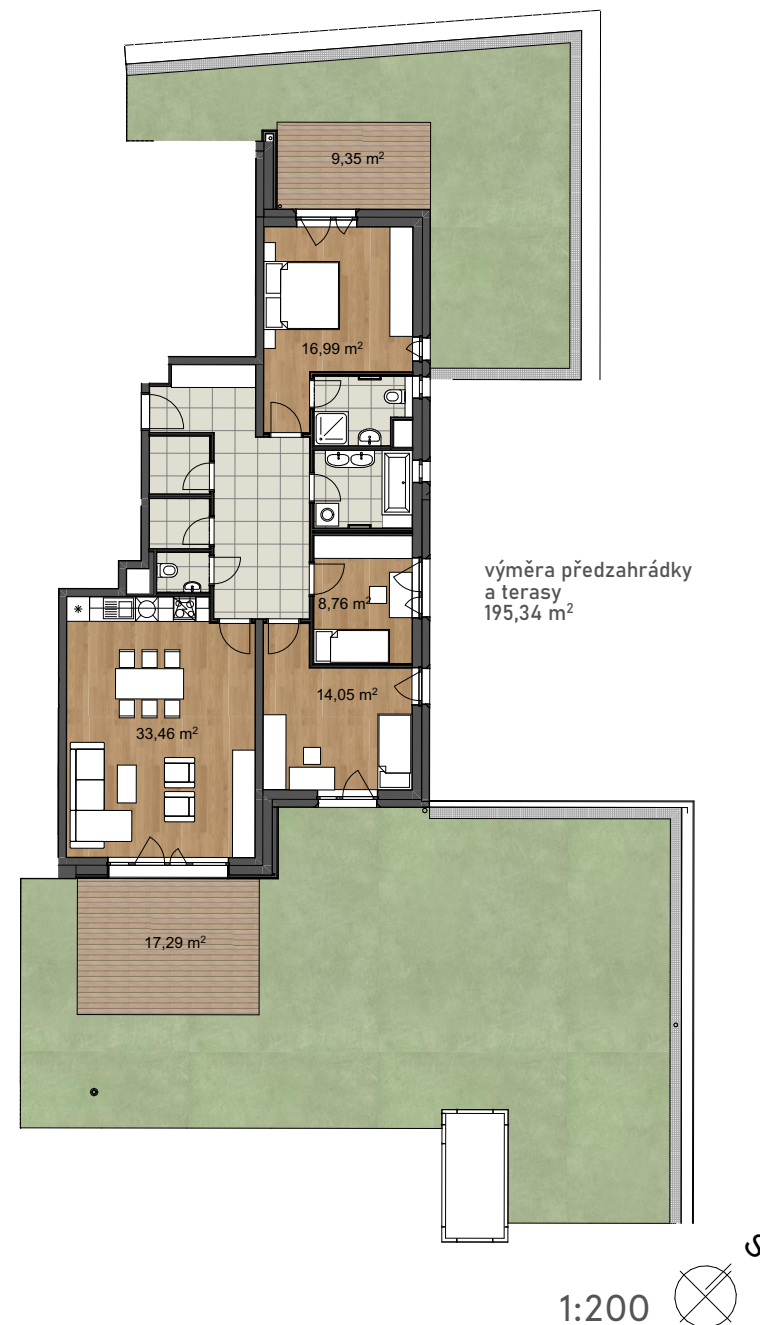 9,35 m²
16,99 m²
výměra předzahrádky
a terasy
195,34 m²
8,76 m²
14,05 m²
33,46 m²
17,29 m²
S
1:200